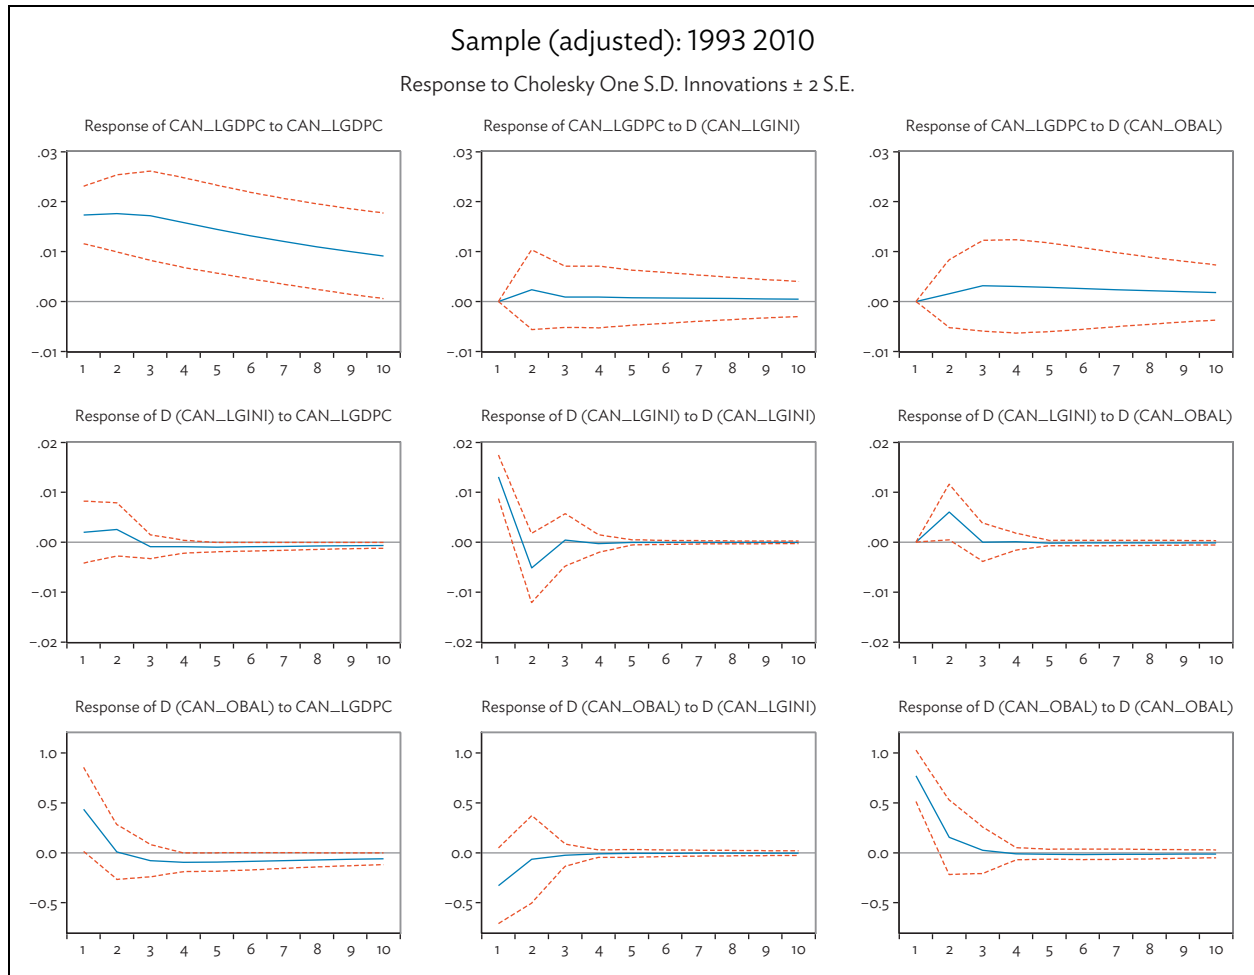 Sample (adjusted): 1993 2010
Response to Cholesky One S.D. Innovations ± 2 S.E.
Response of CAN_LGDPC to CAN_LGDPC
.03
.02
.01
.00
-.01
1 2 3 4 5 6 7 8 9 10
Response of CAN_LGDPC to D (CAN_LGINI)
.03
.02
.01
.00
-.01
1 2 3 4 5 6 7 8 9 10
Response of CAN_LGDPC to D (CAN_OBAL)
.03
.02
.01
.00
-.01
1 2 3 4 5 6 7 8 9 10
Response of D (CAN_LGINI) to CAN_LGDPC
.02
.01
.00
-.01
-.02
1 2 3 4 5 6 7 8 9 10
Response of D (CAN_LGINI) to D (CAN_LGINI)
.02
.01
.00
-.01
-.02
1 2 3 4 5 6 7 8 9 10
Response of D (CAN_LGINI) to D (CAN_OBAL)
.02
.01
.00
-.01
-.02
1 2 3 4 5 6 7 8 9 10
Response of D (CAN_OBAL) to CAN_LGDPC
1.0
0.5
0.0
-0.5
1 2 3 4 5 6 7 8 9 10
Response of D (CAN_OBAL) to D (CAN_LGINI)
1.0
0.5
0.0
-0.5
1 2 3 4 5 6 7 8 9 10
Response of D (CAN_OBAL) to D (CAN_OBAL)
1.0
0.5
0.0
-0.5
1 2 3 4 5 6 7 8 9 10